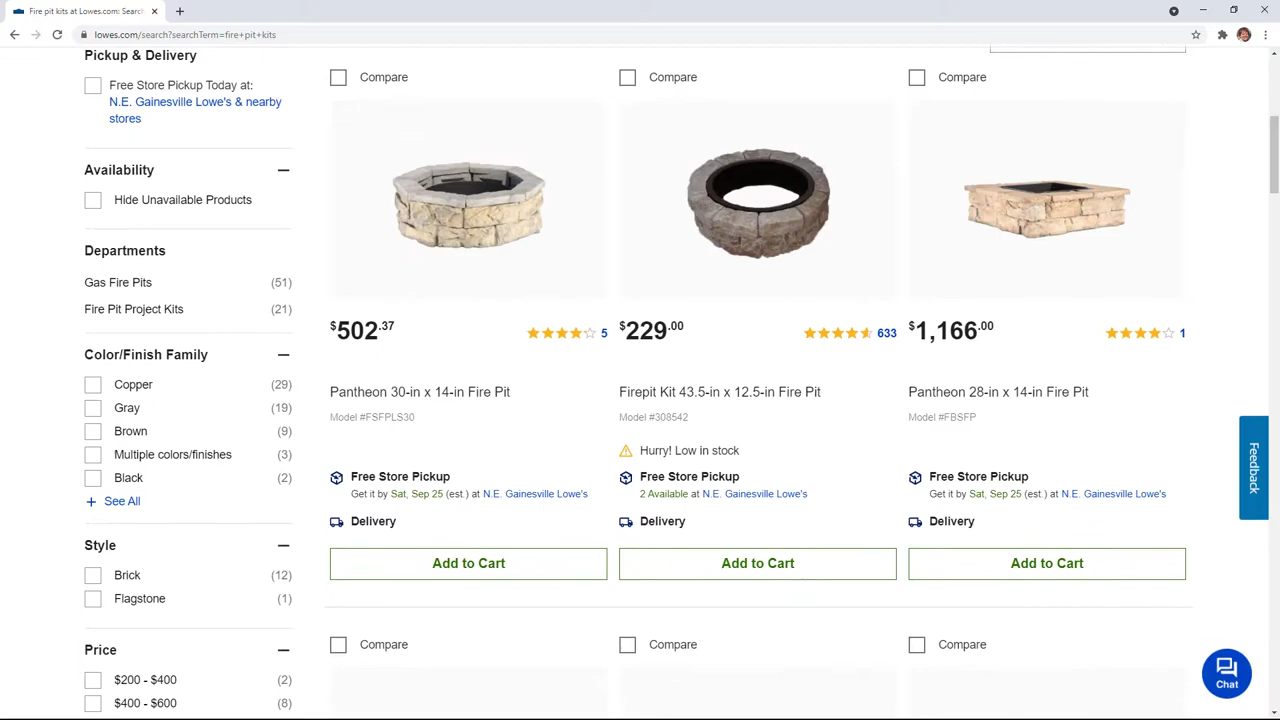 Fire pit kits at Lowes.com: Searc
lowes.com/search?searchTerm=fire+pit+kits
Pickup & Delivery
Free Store Pickup Today at:
N.E. Gainesville Lowe's & nearby
stores
Availability
Hide Unavailable Products
Departments
Gas Fire Pits (51)
Fire Pit Project Kits (21)
Color/Finish Family
Copper (29)
Gray (19)
Brown (9)
Multiple colors/finishes (3)
Black (2)
+ See All
Style
Brick (12)
Flagstone (1)
Price
$200 - $400 (2)
$400 - $600 (8)
Compare
$502.37 5
Pantheon 30-in x 14-in Fire Pit
Model #FSFPLS30
Free Store Pickup
Get it by Sat, Sep 25 (est.) at N.E. Gainesville Lowe's
Delivery
Add to Cart
Compare
$229.00 633
Firepit Kit 43.5-in x 12.5-in Fire Pit
Model #308542
Hurry! Low in stock
Free Store Pickup
2 Available at N.E. Gainesville Lowe's
Delivery
Add to Cart
Compare
$1,166.00 1
Pantheon 28-in x 14-in Fire Pit
Model #FBSFP
Free Store Pickup
Get it by Sat, Sep 25 (est.) at N.E. Gainesville Lowe's
Delivery
Add to Cart
Compare
Compare
Compare
Feedback
Chat